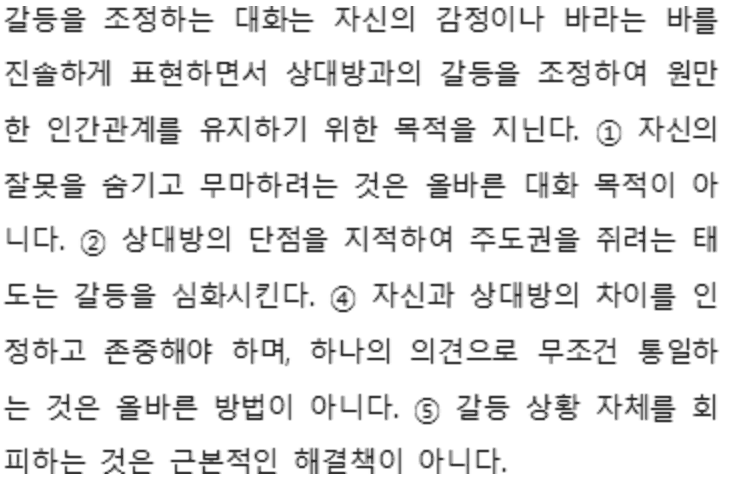 갈등을 조정하는 대화는 자신의 감정이나 바라는 바를
진솔하게 표현하면서 상대방과의 갈등을 조정하여 원만
한 인간관계를 유지하기 위한 목적을 지닌다. ① 자신의
잘못을 숨기고 무마하려는 것은 올바른 대화 목적이 아
니다. ② 상대방의 단점을 지적하여 주도권을 쥐려는 태
도는 갈등을 심화시킨다. ④ 자신과 상대방의 차이를 인
정하고 존중해야 하며, 하나의 의견으로 무조건 통일하
는 것은 올바른 방법이 아니다. ⑤ 갈등 상황 자체를 회
피하는 것은 근본적인 해결책이 아니다.